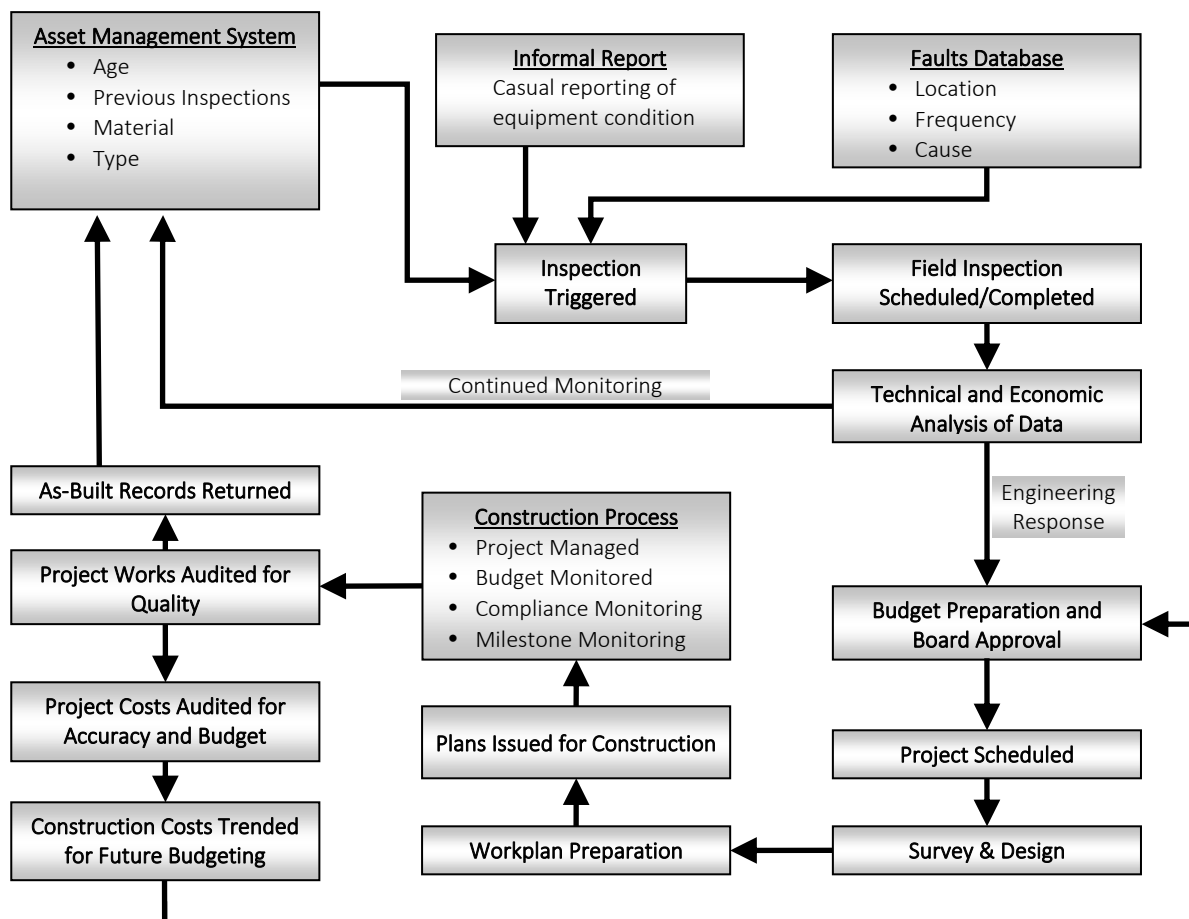 Asset Management System
• Age
• Previous Inspections
• Material
• Type
Informal Report
Casual reporting of
equipment condition
Faults Database
• Location
• Frequency
• Cause
Inspection
Triggered
Field Inspection
Scheduled/Completed
Continued Monitoring
Technical and Economic
Analysis of Data
Engineering
Response
As-Built Records Returned
Project Works Audited for
Quality
Construction Process
• Project Managed
• Budget Monitored
• Compliance Monitoring
• Milestone Monitoring
Budget Preparation and
Board Approval
Project Costs Audited for
Accuracy and Budget
Plans Issued for Construction
Project Scheduled
Construction Costs Trended
for Future Budgeting
Workplan Preparation
Survey & Design